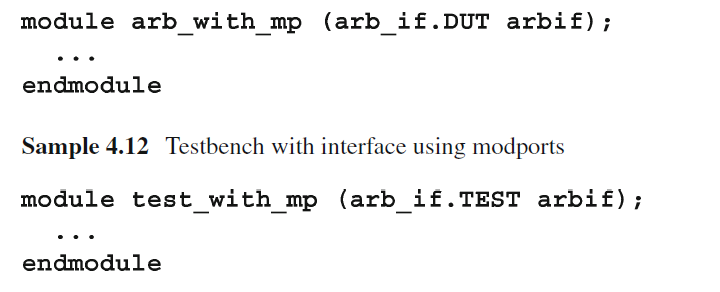 module arb_with_mp (arb_if.DUT arbif);
...
endmodule
Sample 4.12 Testbench with interface using modports
module test_with_mp (arb_if.TEST arbif);
...
endmodule